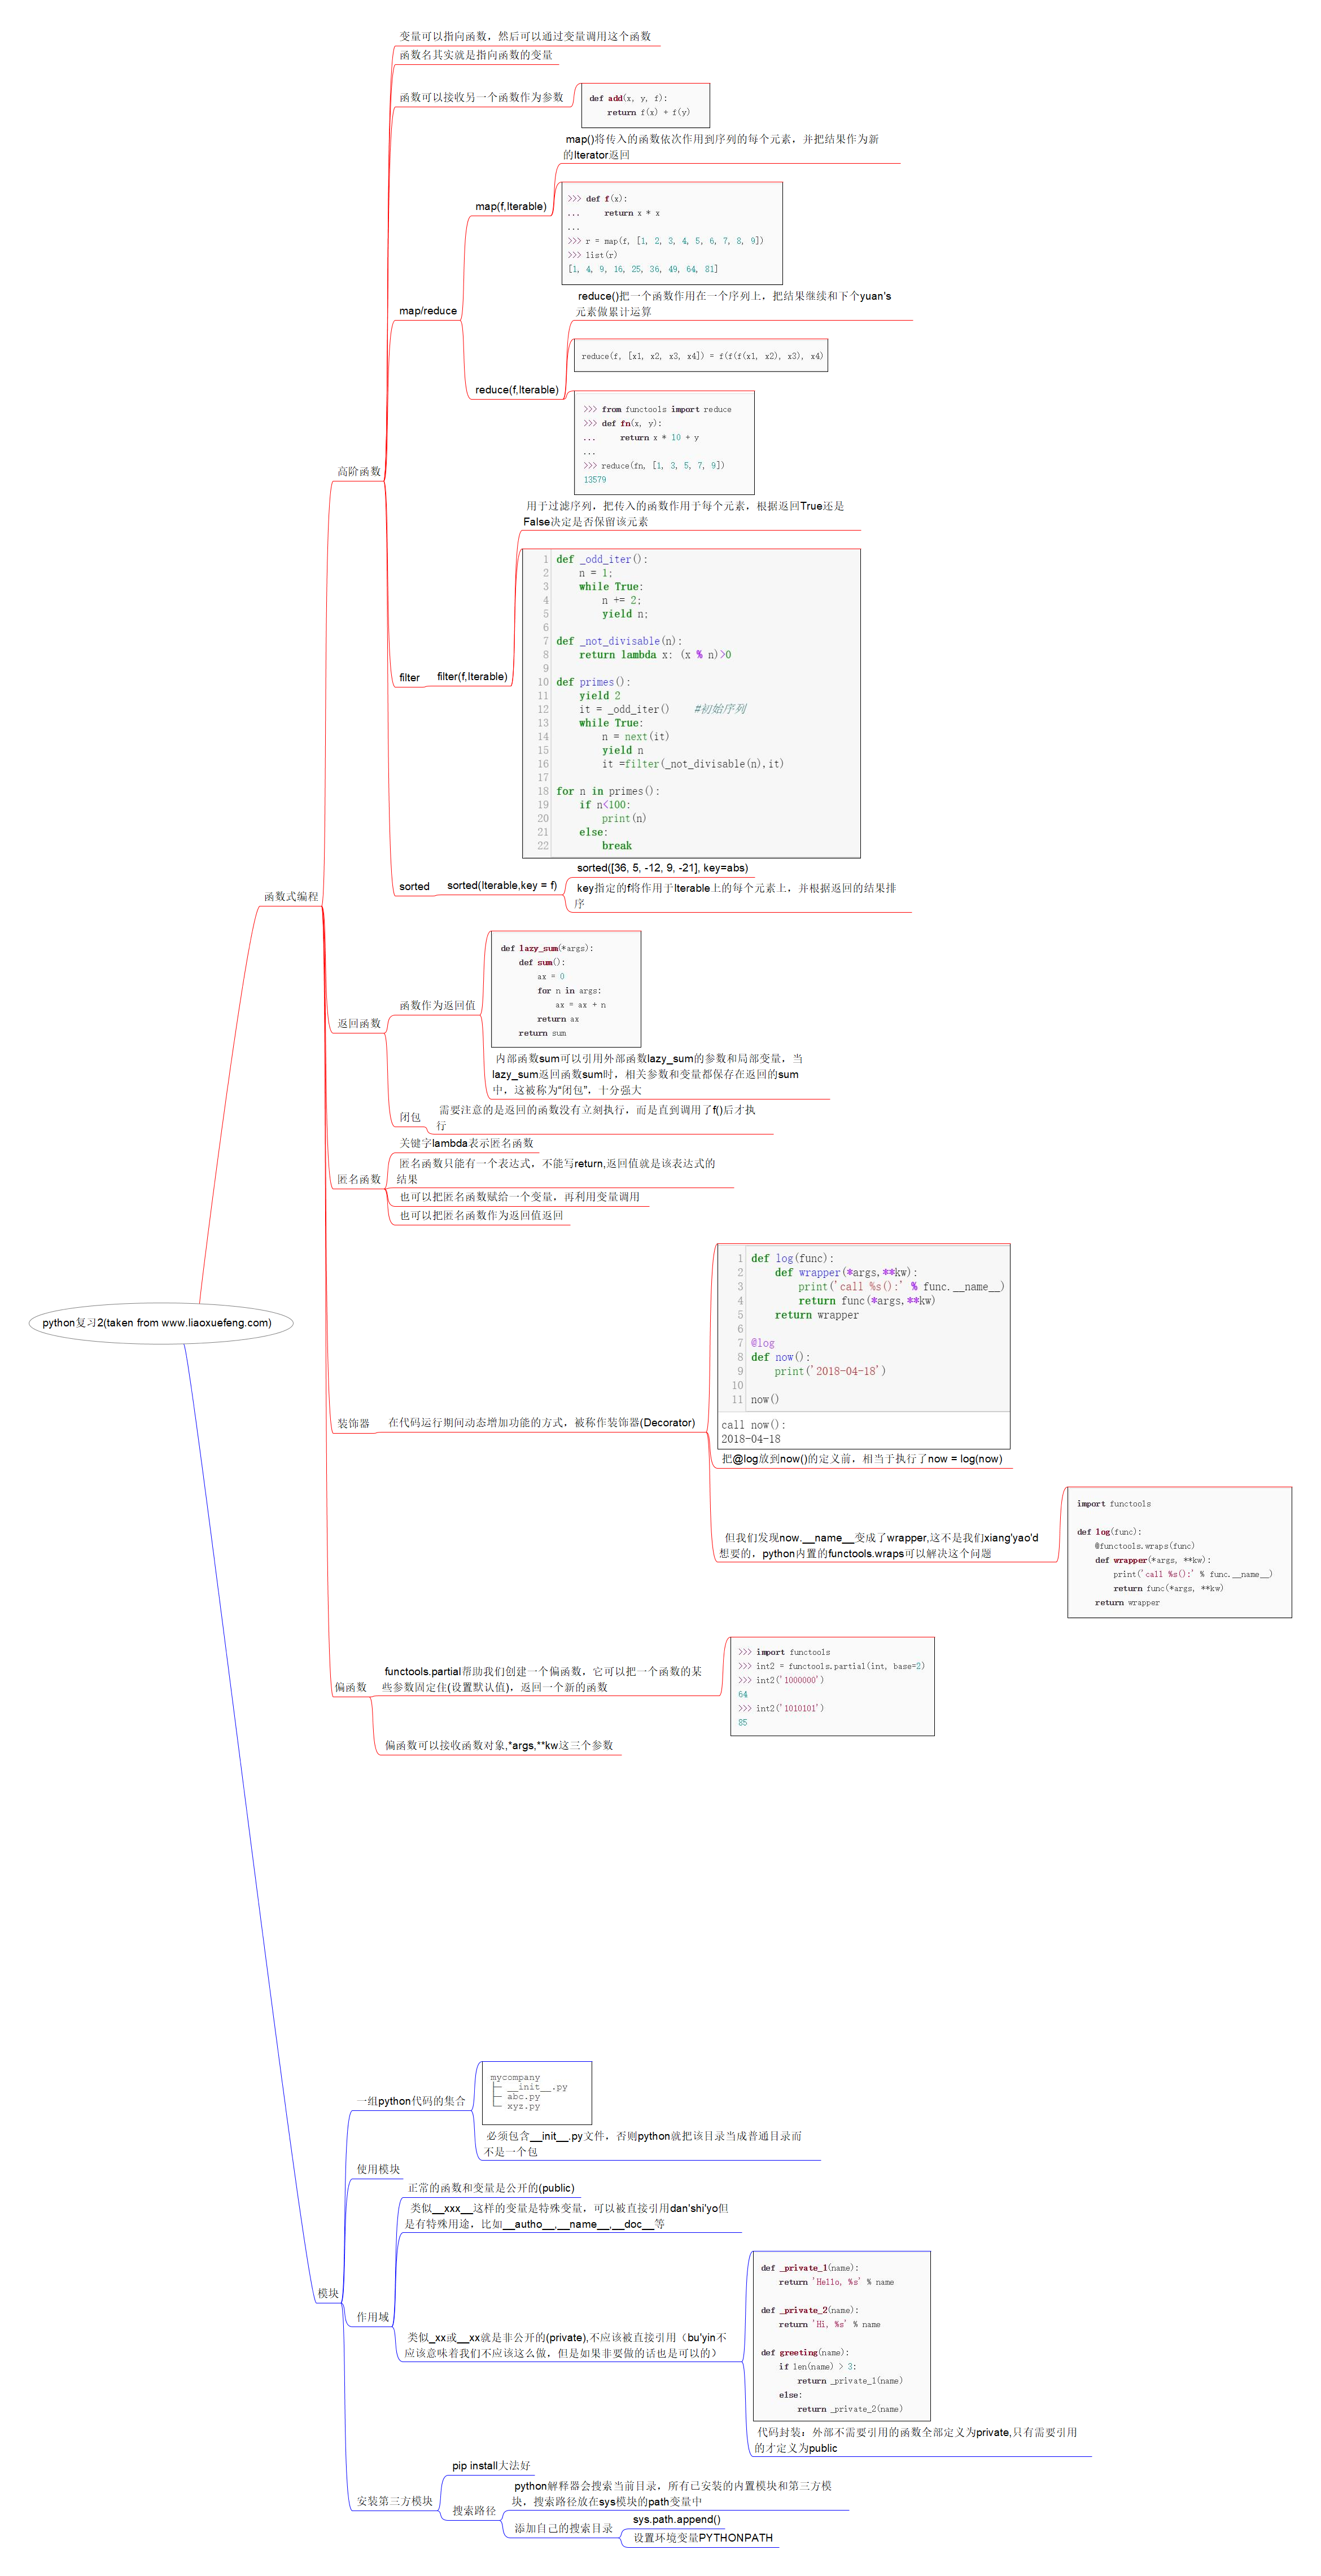 变量可以指向函数，然后可以通过变量调用这个函数
函数名其实就是指向函数的变量
函数可以接收另一个函数作为参数
def add(x, y, f):
    return f(x) + f(y)
map()将传入的函数依次作用到序列的每个元素，并把结果作为新
的Iterator返回
map(f,Iterable)
>>> def f(x):
...     return x * x
...
>>> r = map(f, [1, 2, 3, 4, 5, 6, 7, 8, 9])
>>> list(r)
[1, 4, 9, 16, 25, 36, 49, 64, 81]
map/reduce
reduce()把一个函数作用在一个序列上，把结果继续和下个yuan's
元素做累计运算
reduce(f, [x1, x2, x3, x4]) = f(f(f(x1, x2), x3), x4)
reduce(f,Iterable)
>>> from functools import reduce
>>> def fn(x, y):
...     return x * 10 + y
...
>>> reduce(fn, [1, 3, 5, 7, 9])
13579
高阶函数
用于过滤序列，把传入的函数作用于每个元素，根据返回True还是
False决定是否保留该元素
filter
filter(f,Iterable)
1 def _odd_iter():
2     n = 1;
3     while True:
4         n += 2;
5         yield n;
6
7 def _not_divisable(n):
8     return lambda x: (x % n)>0
9
10 def primes():
11     yield 2
12     it = _odd_iter()    #初始序列
13     while True:
14         n = next(it)
15         yield n
16         it =filter(_not_divisable(n),it)
17
18 for n in primes():
19     if n<100:
20         print(n)
21     else:
22         break
sorted
sorted(Iterable,key = f)
sorted([36, 5, -12, 9, -21], key=abs)
key指定的f将作用于Iterable上的每个元素上，并根据返回的结果排
序
函数式编程
返回函数
函数作为返回值
def lazy_sum(*args):
    def sum():
        ax = 0
        for n in args:
            ax = ax + n
        return ax
    return sum
内部函数sum可以引用外部函数lazy_sum的参数和局部变量，当
lazy_sum返回函数sum时，相关参数和变量都保存在返回的sum
中，这被称为“闭包”，十分强大
闭包
需要注意的是返回的函数没有立刻执行，而是直到调用了f()后才执
行
匿名函数
关键字lambda表示匿名函数
匿名函数只能有一个表达式，不能写return,返回值就是该表达式的
结果
也可以把匿名函数赋给一个变量，再利用变量调用
也可以把匿名函数作为返回值返回
python复习2(taken from www.liaoxuefeng.com)
装饰器
在代码运行期间动态增加功能的方式，被称作装饰器(Decorator)
1 def log(func):
2     def wrapper(*args,**kw):
3         print('call %s():' % func.__name__)
4         return func(*args,**kw)
5     return wrapper
6
7 @log
8 def now():
9     print('2018-04-18')
10
11 now()
call now():
2018-04-18
把@log放到now()的定义前，相当于执行了now = log(now)
但我们发现now.__name__变成了wrapper,这不是我们xiang'yao'd
想要的，python内置的functools.wraps可以解决这个问题
import functools
def log(func):
    @functools.wraps(func)
    def wrapper(*args, **kw):
        print('call %s():' % func.__name__)
        return func(*args, **kw)
    return wrapper
偏函数
functools.partial帮助我们创建一个偏函数，它可以把一个函数的某
些参数固定住(设置默认值)，返回一个新的函数
>>> import functools
>>> int2 = functools.partial(int, base=2)
>>> int2('1000000')
64
>>> int2('1010101')
85
偏函数可以接收函数对象,*args,**kw这三个参数
模块
一组python代码的集合
mycompany
├─ __init__.py
├─ abc.py
└─ xyz.py
必须包含__init__.py文件，否则python就把该目录当成普通目录而
不是一个包
使用模块
作用域
正常的函数和变量是公开的(public)
类似__xxx__这样的变量是特殊变量，可以被直接引用dan'shi'yo但
是有特殊用途，比如__autho__,__name__,__doc__等
类似_xx或__xx就是非公开的(private),不应该被直接引用（bu'yin不
应该意味着我们不应该这么做，但是如果非要做的话也是可以的）
def _private_1(name):
    return 'Hello, %s' % name
def _private_2(name):
    return 'Hi, %s' % name
def greeting(name):
    if len(name) > 3:
        return _private_1(name)
    else:
        return _private_2(name)
代码封装：外部不需要引用的函数全部定义为private,只有需要引用
的才定义为public
安装第三方模块
pip install大法好
搜索路径
python解释器会搜索当前目录，所有已安装的内置模块和第三方模
块，搜索路径放在sys模块的path变量中
添加自己的搜索目录
sys.path.append()
设置环境变量PYTHONPATH